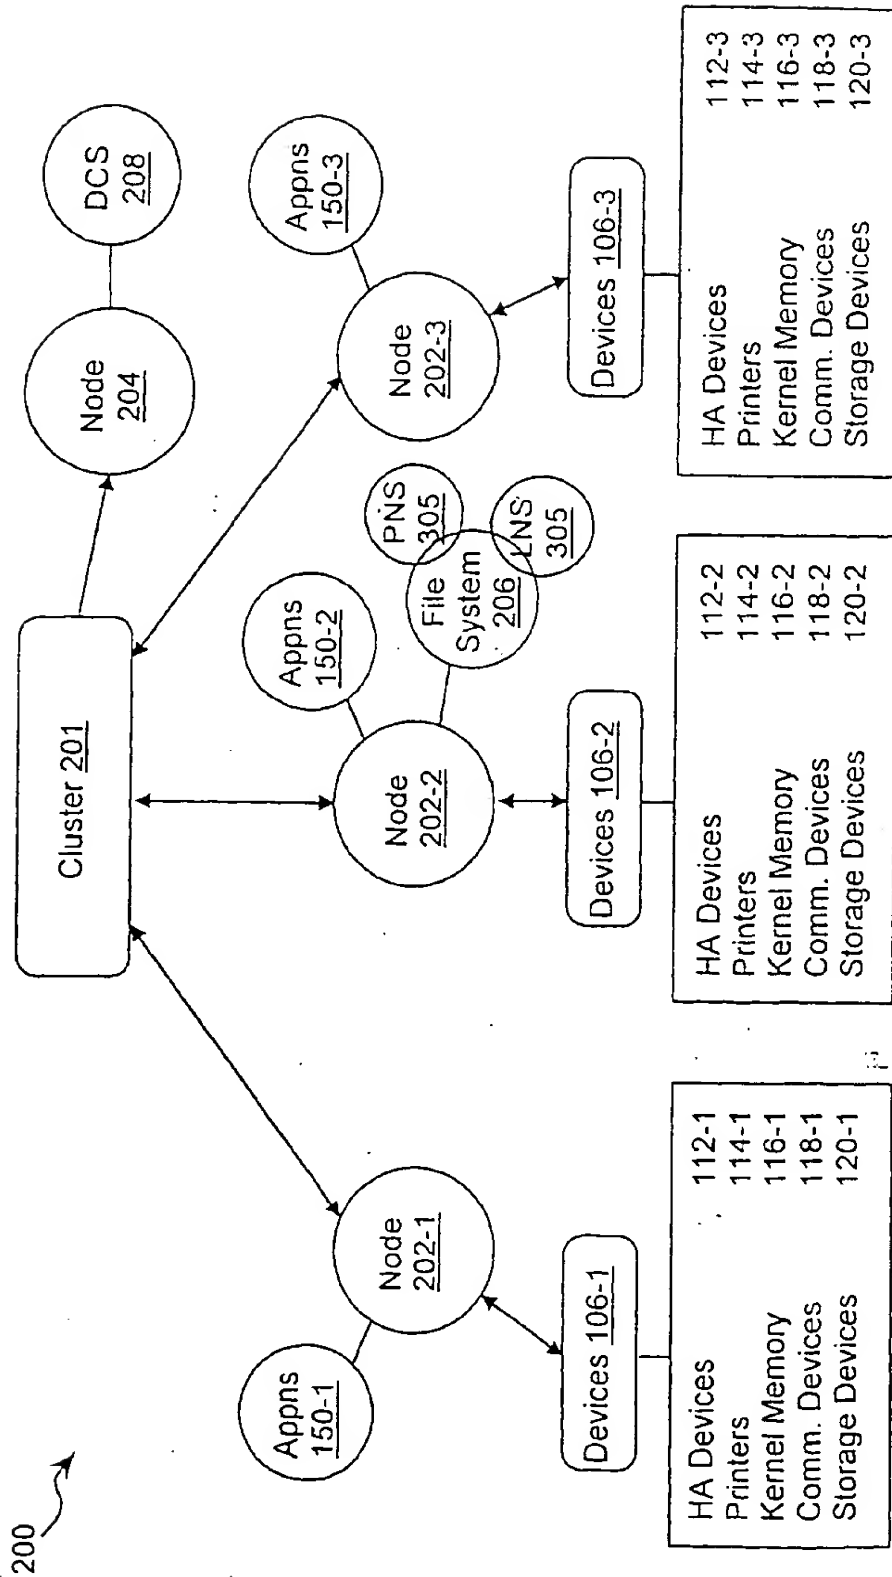 200
Cluster 201
Node
204
DCS
208
Appns
150-1
Node
202-1
Appns
150-2
Node
202-2
File
System
206
PNS
305
LNS
305
Appns
150-3
Node
202-3
Devices 106-1
Devices 106-2
Devices 106-3
HA Devices 112-1
Printers 114-1
Kernel Memory 116-1
Comm. Devices 118-1
Storage Devices 120-1
HA Devices 112-2
Printers 114-2
Kernel Memory 116-2
Comm. Devices 118-2
Storage Devices 120-2
HA Devices 112-3
Printers 114-3
Kernel Memory 116-3
Comm. Devices 118-3
Storage Devices 120-3